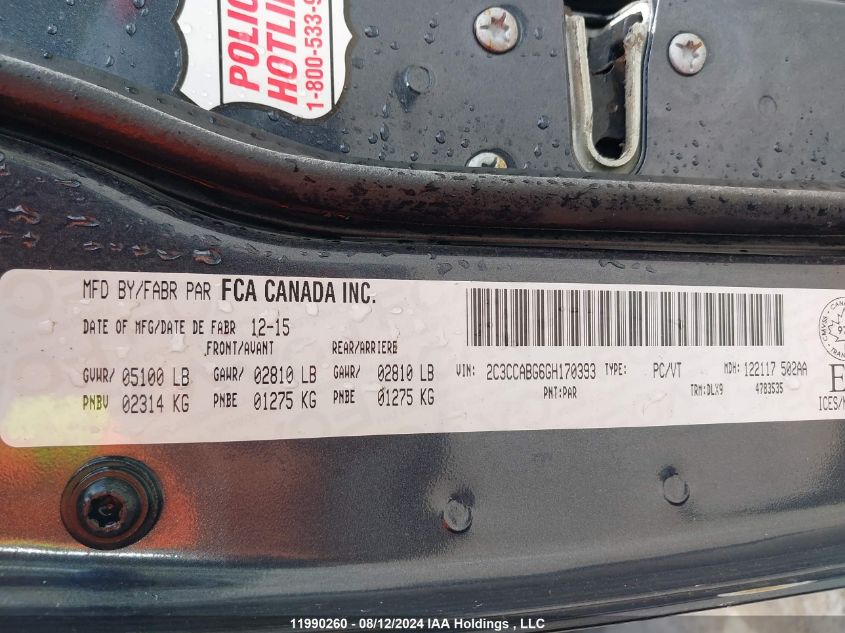 POLIC
HOTLIN
1-800-533-9
MFD BY/FABR PAR FCA CANADA INC.
DATE OF MFG/DATE DE FABR 12-15
FRONT/AVANT REAR/ARRIERE
GVWR/ 05100 LB GAWR/ 02810 LB GAWR/ 02810 LB
PNBV 02314 KG PNBE 01275 KG PNBE 01275 KG
VIN: 2C3CCABG6GH170393 TYPE: PC/VT MDH: 122117 502AA
PNT:PAR TRM:DLX9 4783535
ICES/N
11990260 - 08/12/2024 IAA Holdings , LLC